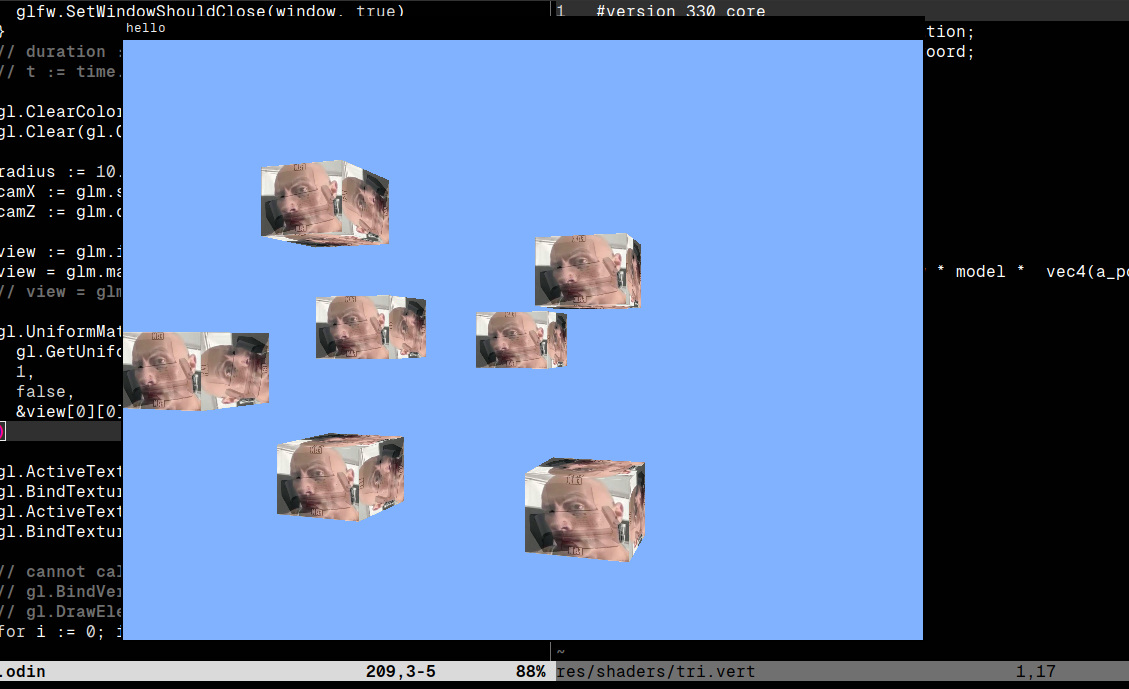 glfw.SetWindowShouldClose(window, true)
}
// duration
// t := time.
gl.ClearColor
gl.Clear(gl.
radius := 10.
camX := glm.s
camZ := glm.
view := glm.i
view = glm.ma
// view = glm
gl.UniformMat
gl.GetUnifo
1,
false,
&view[0][0]
)
gl.ActiveText
gl.BindTextu
gl.ActiveText
gl.BindTextu
// cannot cal
// gl.BindVe
// gl.DrawEle
for i := 0; i
.odin 209,3-5 88%
hello
1 #version 330 core
tion;
oord;
* model * vec4(a_po
~
res/shaders/tri.vert 1,17